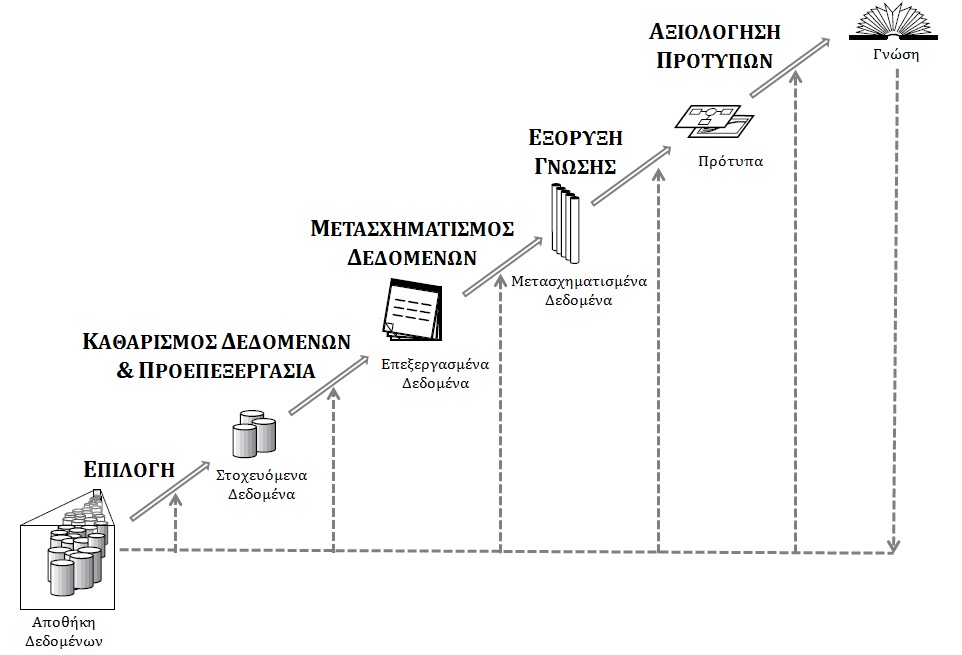 ΑΞΙΟΛΟΓΗΣΗ
ΠΡΟΤΥΠΩΝ
Γνώση
ΕΞΟΡΥΞΗ
ΓΝΩΣΗΣ
Πρότυπα
ΜΕΤΑΣΧΗΜΑΤΙΣΜΟΣ
ΔΕΔΟΜΕΝΩΝ
Μετασχηματισμένα
Δεδομένα
ΚΑΘΑΡΙΣΜΟΣ ΔΕΔΟΜΕΝΩΝ
& ΠΡΟΕΠΕΞΕΡΓΑΣΙΑ
Επεξεργασμένα
Δεδομένα
ΕΠΙΛΟΓΗ
Στοχευόμενα
Δεδομένα
Αποθήκη
Δεδομένων